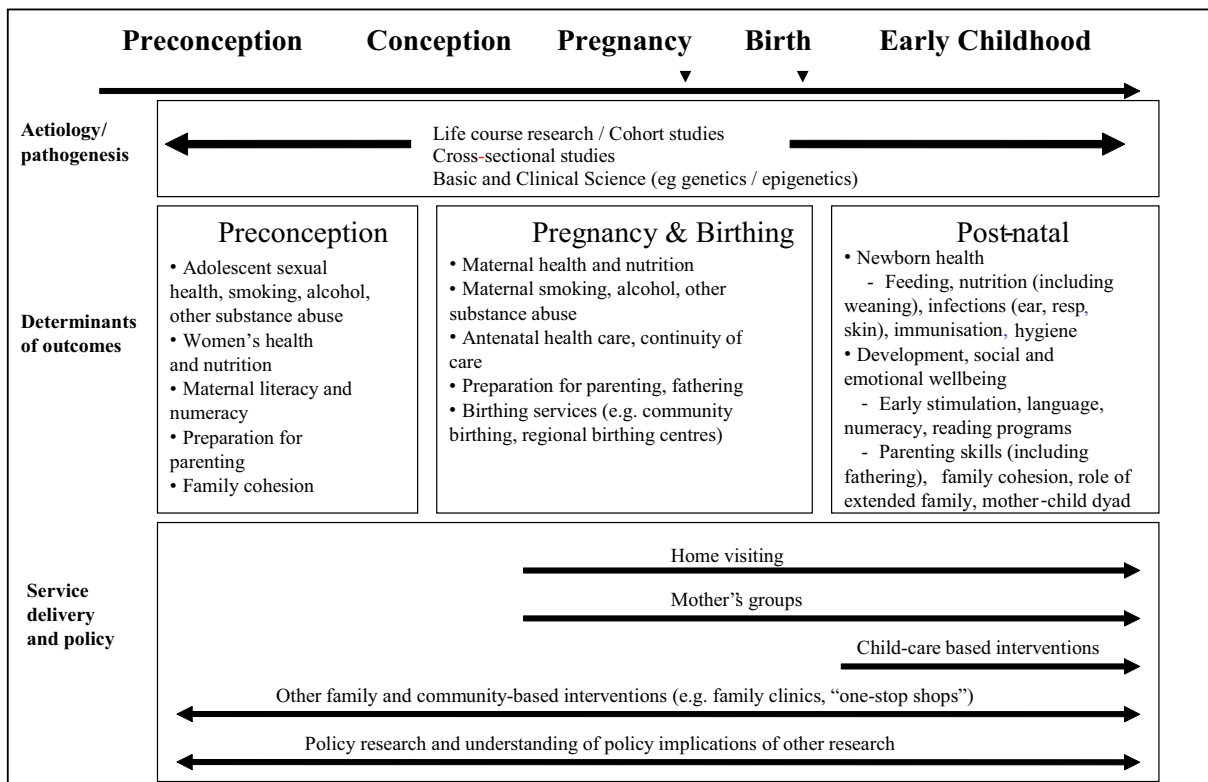 Preconception Conception Pregnancy Birth Early Childhood
Aetiology/
pathogenesis
Life course research / Cohort studies
Cross-sectional studies
Basic and Clinical Science (eg genetics / epigenetics)
Determinants
of outcomes
Preconception
• Adolescent sexual
health, smoking, alcohol,
other substance abuse
• Women’s health
and nutrition
• Maternal literacy and
numeracy
• Preparation for
parenting
• Family cohesion
Pregnancy & Birthing
• Maternal health and nutrition
• Maternal smoking, alcohol, other
substance abuse
• Antenatal health care, continuity of
care
• Preparation for parenting, fathering
• Birthing services (e.g. community
birthing, regional birthing centres)
Post-natal
• Newborn health
- Feeding, nutrition (including
weaning), infections (ear, resp,
skin), immunisation, hygiene
• Development, social and
emotional wellbeing
- Early stimulation, language,
numeracy, reading programs
- Parenting skills (including
fathering), family cohesion, role of
extended family, mother-child dyad
Service
delivery
and policy
Home visiting
Mother’s groups
Child-care based interventions
Other family and community-based interventions (e.g. family clinics, “one-stop shops”)
Policy research and understanding of policy implications of other research